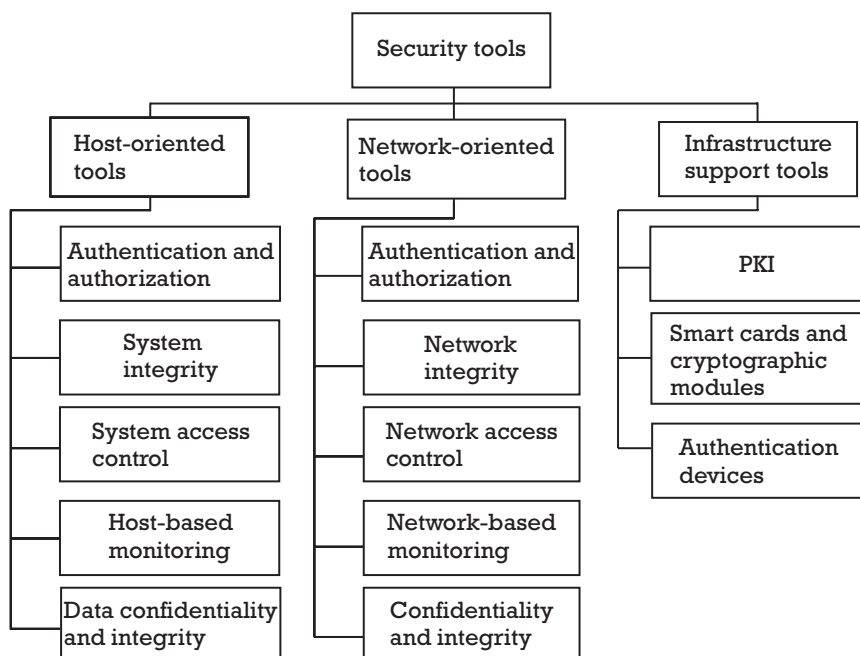 Security tools
Host-oriented
tools
Network-oriented
tools
Infrastructure
support tools
Authentication and
authorization
System
integrity
System access
control
Host-based
monitoring
Data confidentiality
and integrity
Authentication and
authorization
Network
integrity
Network access
control
Network-based
monitoring
Confidentiality
and integrity
PKI
Smart cards and
cryptographic
modules
Authentication
devices